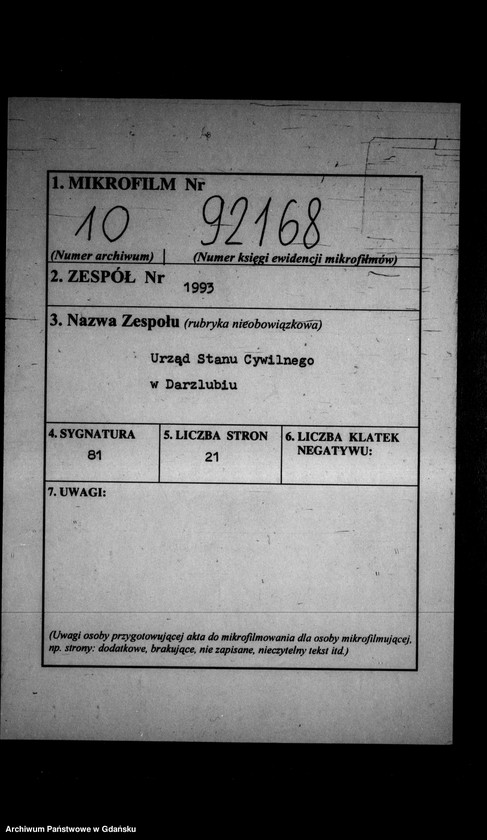 1. MIKROFILM Nr
10 92168
(Numer archiwum) (Numer księgi ewidencji mikrofilmów)
2. ZESPÓŁ Nr
1993
3. Nazwa Zespołu (rubryka nieobowiązkowa)
Urząd Stanu Cywilnego
w Darzlubiu
4. SYGNATURA
81
5. LICZBA STRON
21
6. LICZBA KLATEK
NEGATYWU:
7. UWAGI:
(Uwagi osoby przygotowującej akta do mikrofilmowania dla osoby mikrofilmującej,
np. strony: dodatkowe, brakujące, nie zapisane, nieczytelny tekst itd.)
Archiwum Państwowe w Gdańsku